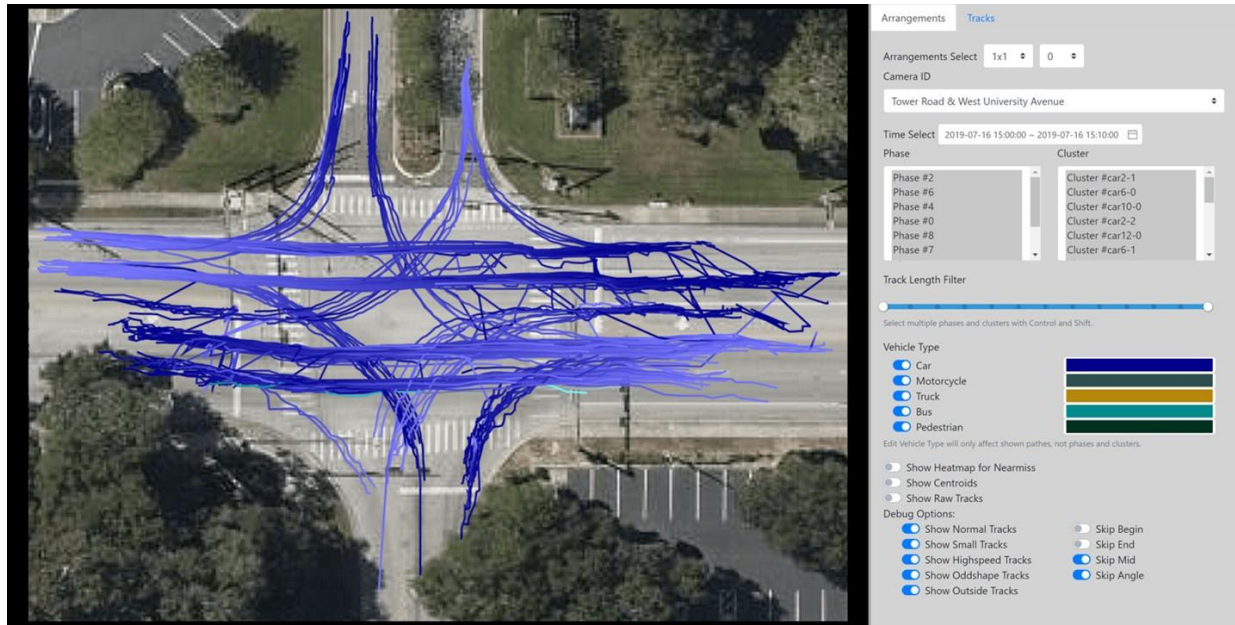 Arrangements Tracks
Arrangements Select 1x1 0
Camera ID
Tower Road & West University Avenue
Time Select 2019-07-16 15:00:00 ~ 2019-07-16 15:10:00
Phase Cluster
Phase #2 Cluster #car2-1
Phase #6 Cluster #car6-0
Phase #4 Cluster #car10-0
Phase #0 Cluster #car2-2
Phase #8 Cluster #car12-0
Phase #7 Cluster #car6-1
Track Length Filter
Select multiple phases and clusters with Control and Shift.
Vehicle Type
Car
Motorcycle
Truck
Bus
Pedestrian
Edit Vehicle Type will only affect shown pathes, not phases and clusters.
Show Heatmap for Nearmiss
Show Centroids
Show Raw Tracks
Debug Options:
Show Normal Tracks Skip Begin
Show Small Tracks Skip End
Show Highspeed Tracks Skip Mid
Show Oddshape Tracks Skip Angle
Show Outside Tracks